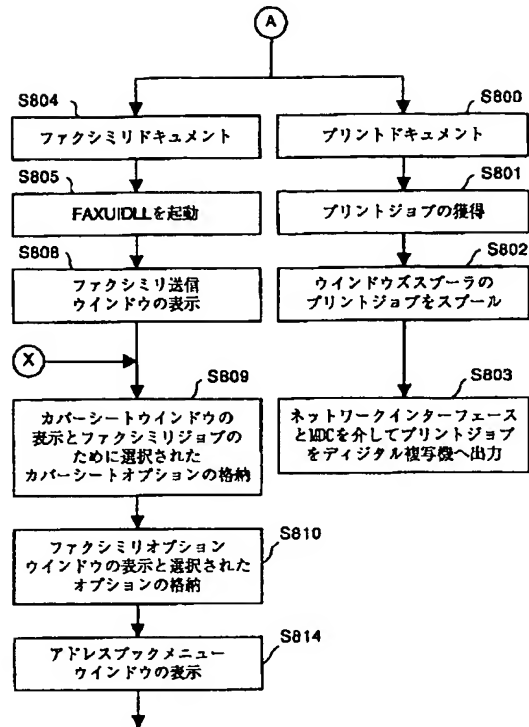 A
S804
ファクシミリドキュメント
S805
FAXUIDLLを起動
S808
ファクシミリ送信
ウインドウの表示
X
S809
カバーシートウインドウの
表示とファクシミリジョブの
ために選択された
カバーシートオプションの格納
S810
ファクシミリオプション
ウインドウの表示と選択された
オプションの格納
S814
アドレスブックメニュー
ウインドウの表示
S800
プリントドキュメント
S801
プリントジョブの獲得
S802
ウインドウズスプーラの
プリントジョブをスプール
S803
ネットワークインターフェース
とMDCを介してプリントジョブ
をディジタル複写機へ出力